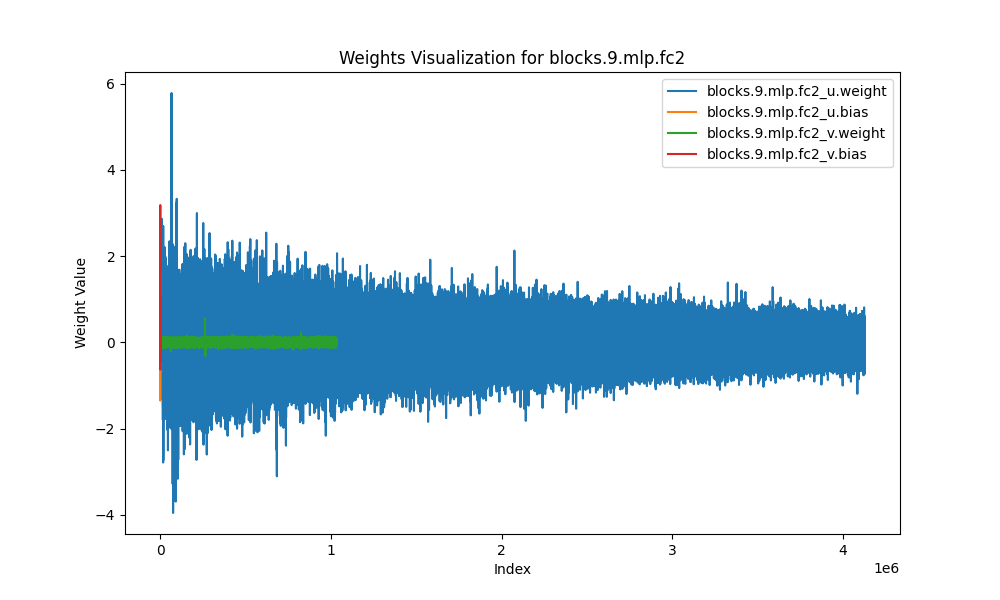 Weights Visualization for blocks.9.mlp.fc2
blocks.9.mlp.fc2_u.weight
blocks.9.mlp.fc2_u.bias
blocks.9.mlp.fc2_v.weight
blocks.9.mlp.fc2_v.bias
Weight Value
6
4
2
0
−2
−4
0 1 2 3 4
1e6
Index